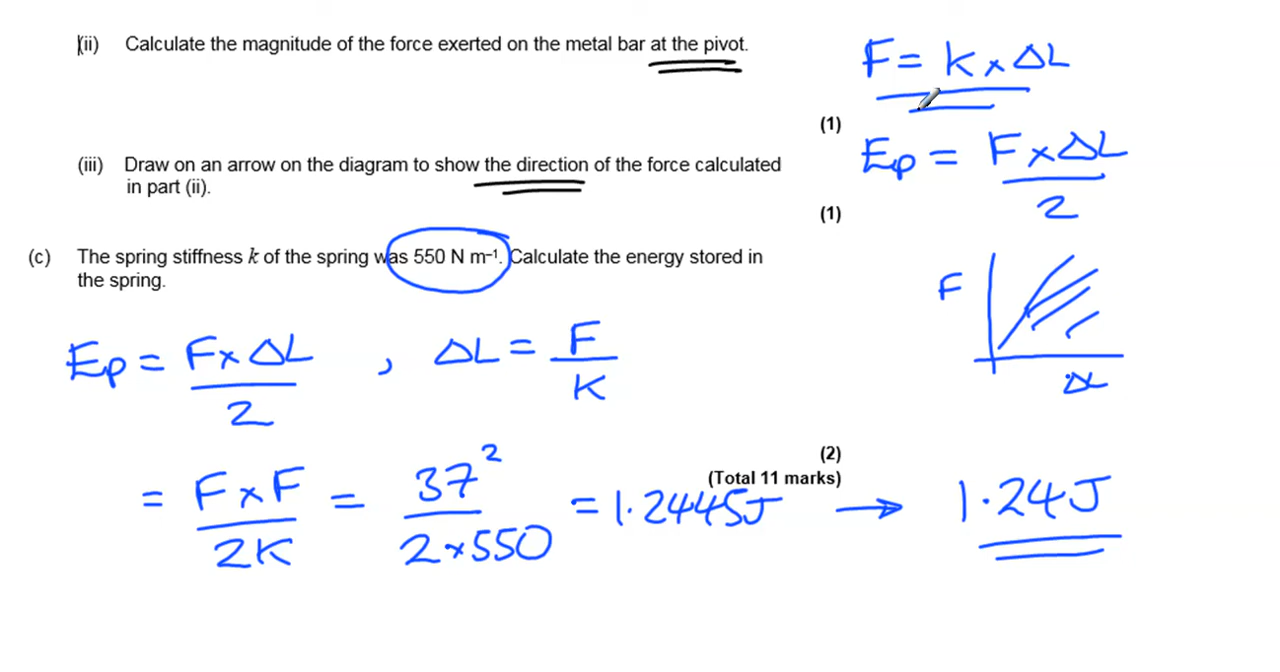 (ii) Calculate the magnitude of the force exerted on the metal bar at the pivot.
F = k × ΔL
(1)
Ep = F × ΔL / 2
(iii) Draw on an arrow on the diagram to show the direction of the force calculated
in part (ii).
(1)
(c) The spring stiffness k of the spring was 550 N m⁻¹. Calculate the energy stored in
the spring.
F
ΔL
Ep = F × ΔL / 2 , ΔL = F / K
(2)
(Total 11 marks)
= F × F / 2K = 37² / 2 × 550 = 1.2445J → 1.24J